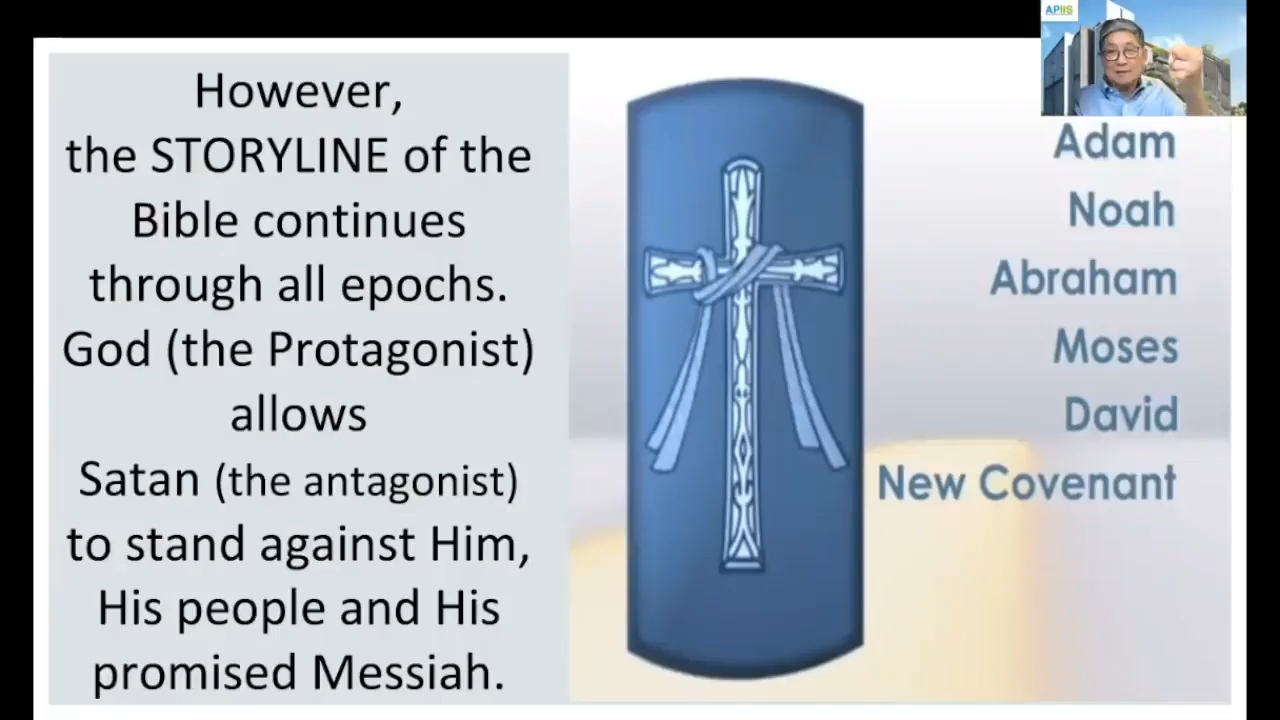 However,
the STORYLINE of the
Bible continues
through all epochs.
God (the Protagonist)
allows
Satan (the antagonist)
to stand against Him,
His people and His
promised Messiah.
APIIS
Adam
Noah
Abraham
Moses
David
New Covenant